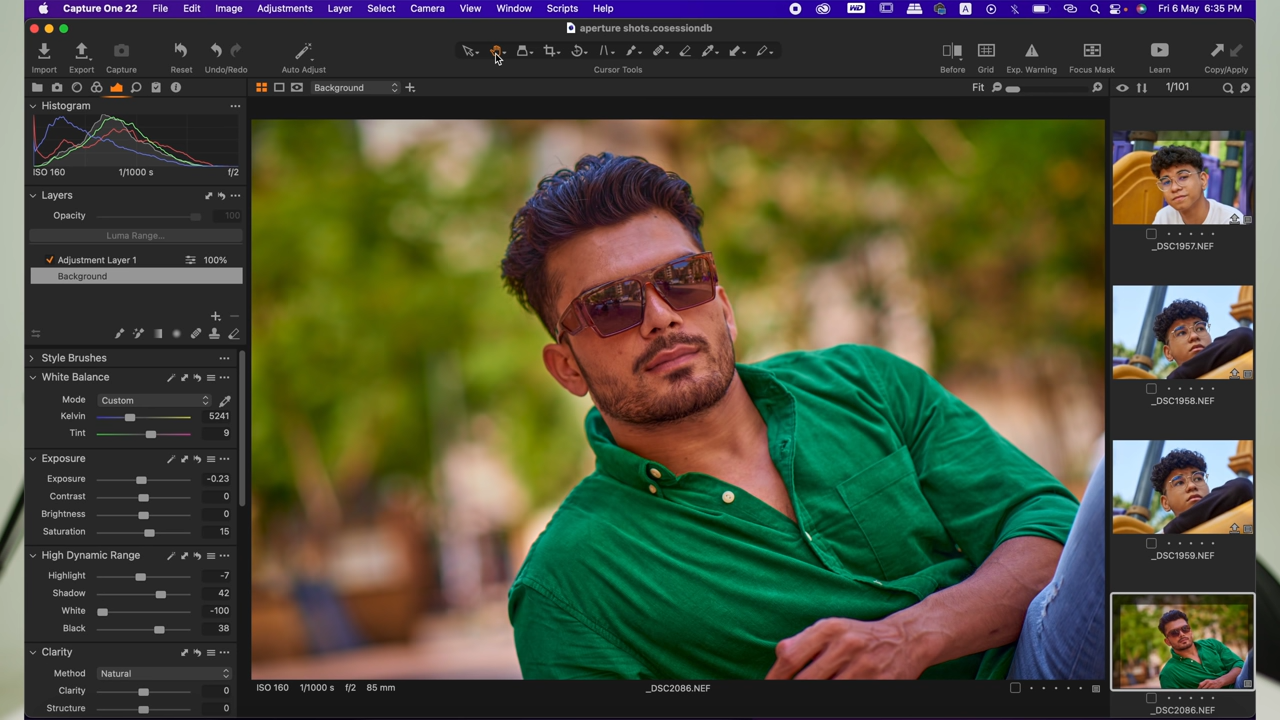 Capture One 22 File Edit Image Adjustments Layer Select Camera View Window Scripts Help WD A Fri 6 May 6:35 PM
aperture shots.cosessiondb
Import Export Capture Reset Undo/Redo Auto Adjust Cursor Tools Before Grid Exp. Warning Focus Mask Learn Copy/Apply
Background Fit 1/101
Histogram
ISO 160 1/1000 s f/2
Layers
Opacity 100
Luma Range...
Adjustment Layer 1 100%
Background
Style Brushes
White Balance
Mode Custom
Kelvin 5241
Tint 9
Exposure
Exposure -0.23
Contrast 0
Brightness 0
Saturation 15
High Dynamic Range
Highlight -7
Shadow 42
White -100
Black 38
Clarity
Method Natural
Clarity 0
Structure 0
ISO 160 1/1000 s f/2 85 mm _DSC2086.NEF
_DSC1957.NEF
_DSC1958.NEF
_DSC1959.NEF
_DSC2086.NEF